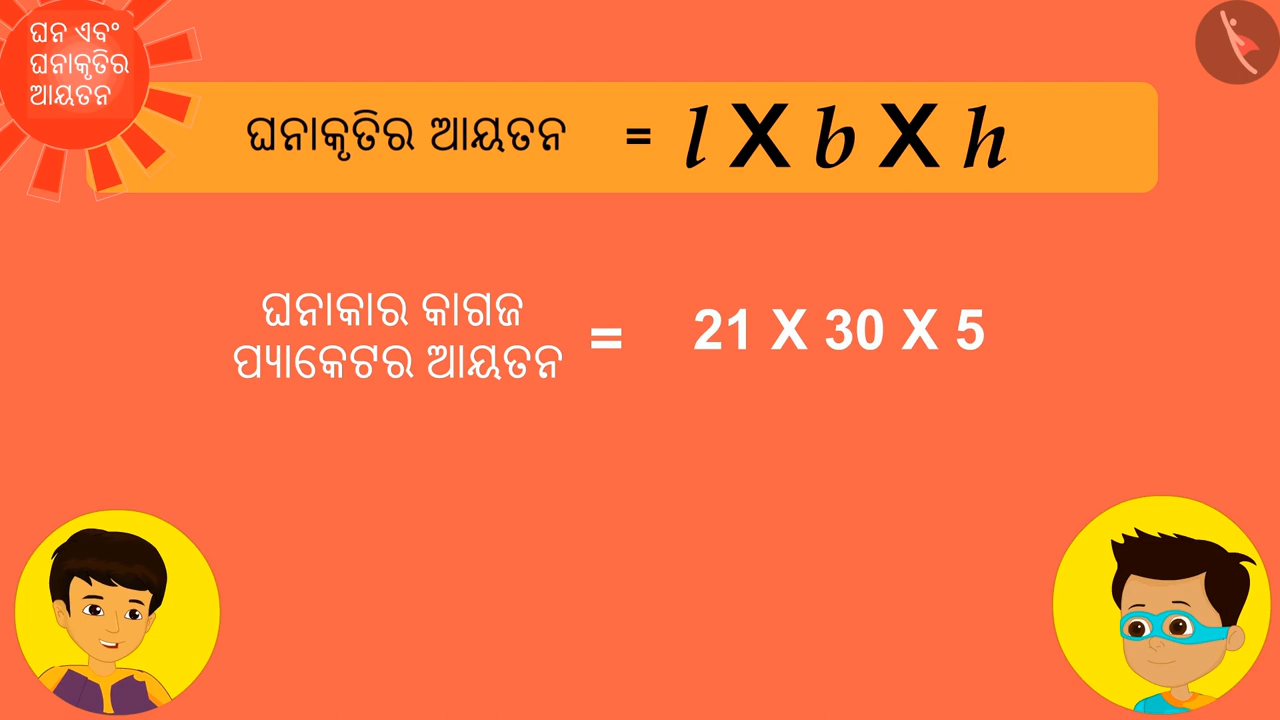 ଘନ ଏବଂ
ଘନାକୃତିର
ଆୟତନ
ଘନାକୃତିର ଆୟତନ = l X b X h
ଘନାକାର କାଗଜ
ପ୍ୟାକେଟର ଆୟତନ = 21 X 30 X 5